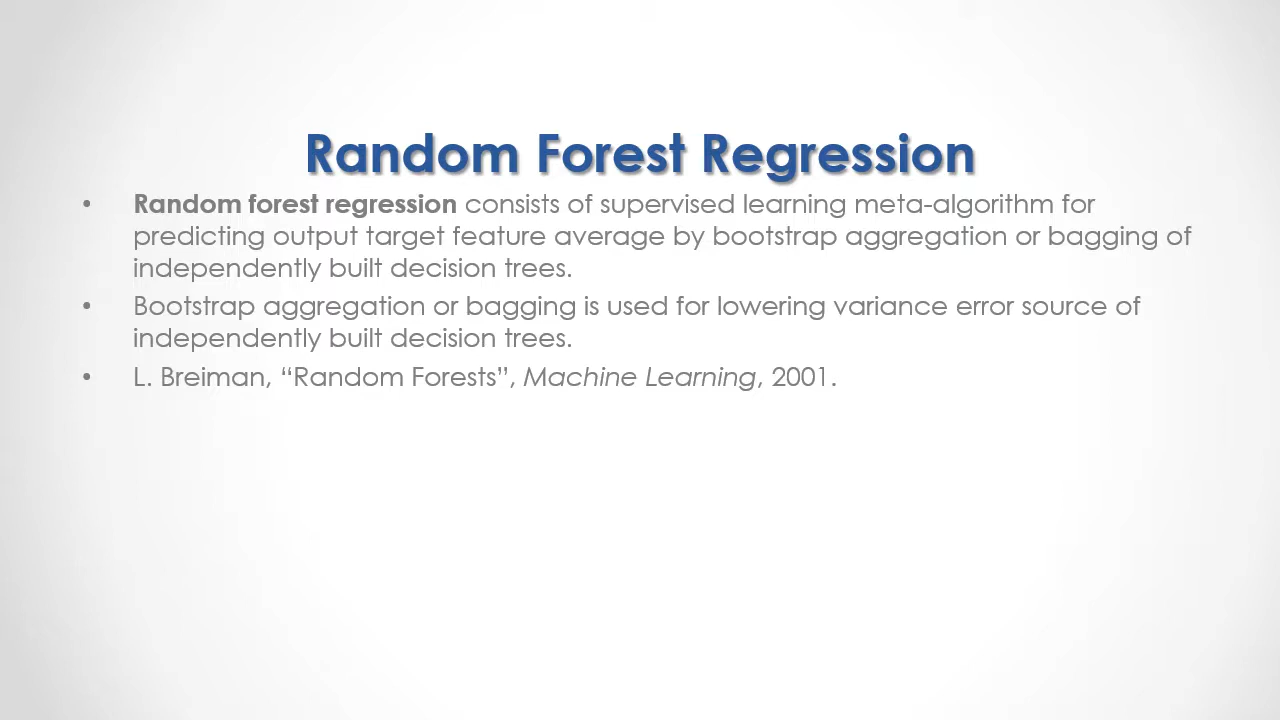 Random Forest Regression
• Random forest regression consists of supervised learning meta-algorithm for
predicting output target feature average by bootstrap aggregation or bagging of
independently built decision trees.
• Bootstrap aggregation or bagging is used for lowering variance error source of
independently built decision trees.
• L. Breiman, “Random Forests”, Machine Learning, 2001.